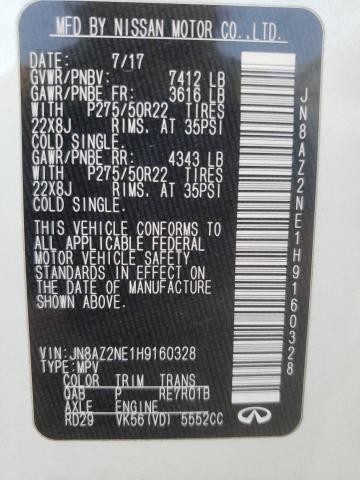 MFD BY NISSAN MOTOR CO.,LTD.
DATE: 7/17
GVWR/PNBV: 7412 LB
GAWR/PNBE FR: 3616 LB
WITH P275/50R22 TIRES
22X8J RIMS. AT 35PSI
COLD SINGLE.
GAWR/PNBE RR: 4343 LB
WITH P275/50R22 TIRES
22X8J RIMS. AT 35PSI
COLD SINGLE.
THIS VEHICLE CONFORMS TO
ALL APPLICABLE FEDERAL
MOTOR VEHICLE SAFETY
STANDARDS IN EFFECT ON
THE DATE OF MANUFACTURE
SHOWN ABOVE.
VIN:JN8AZ2NE1H9160328
TYPE:MPV
COLOR TRIM TRANS
QAB P RE7R01B
AXLE ENGINE
RD29 VK56(VD) 5552CC
INFINITI
JN8AZ2NE1H9160328